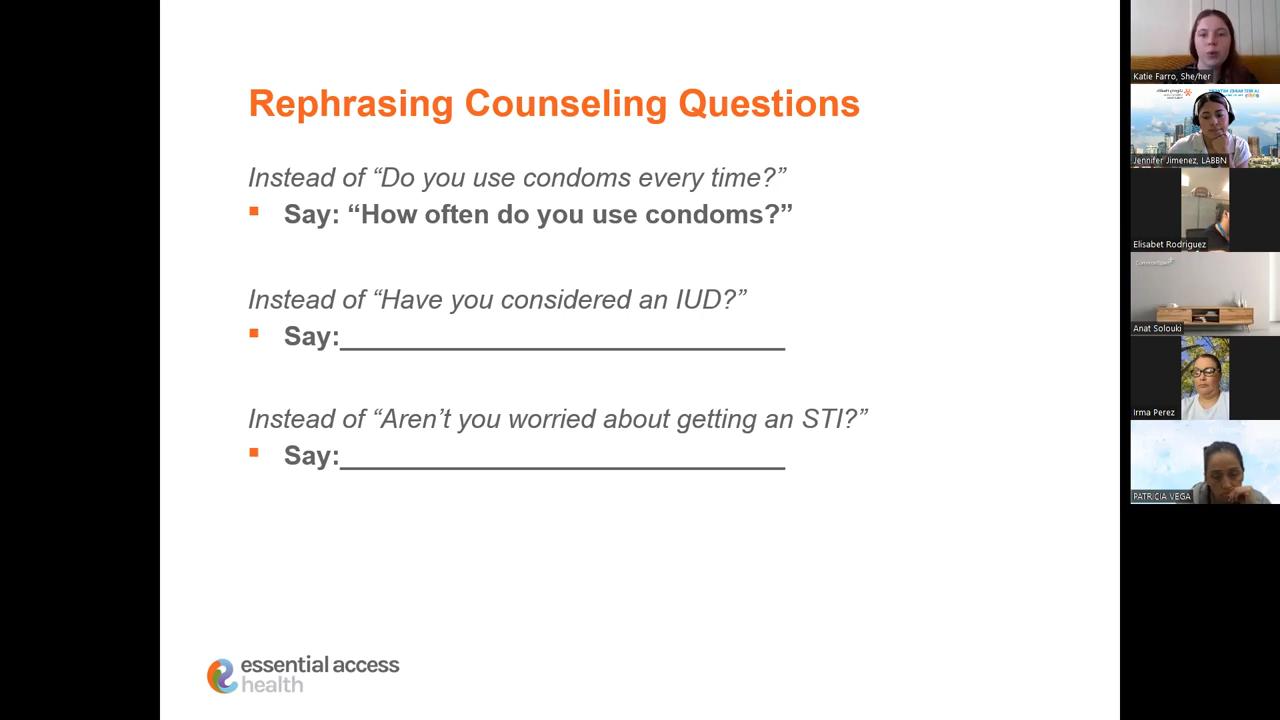 Rephrasing Counseling Questions
Instead of “Do you use condoms every time?”
Say: “How often do you use condoms?”
Instead of “Have you considered an IUD?”
Say:______________________________
Instead of “Aren’t you worried about getting an STI?”
Say:______________________________
essential access
health
Katie Farro, She/her
Jennifer Jimenez, LABBN
Elisabet Rodriguez
Anat Solouki
Irma Perez
PATRICIA VEGA